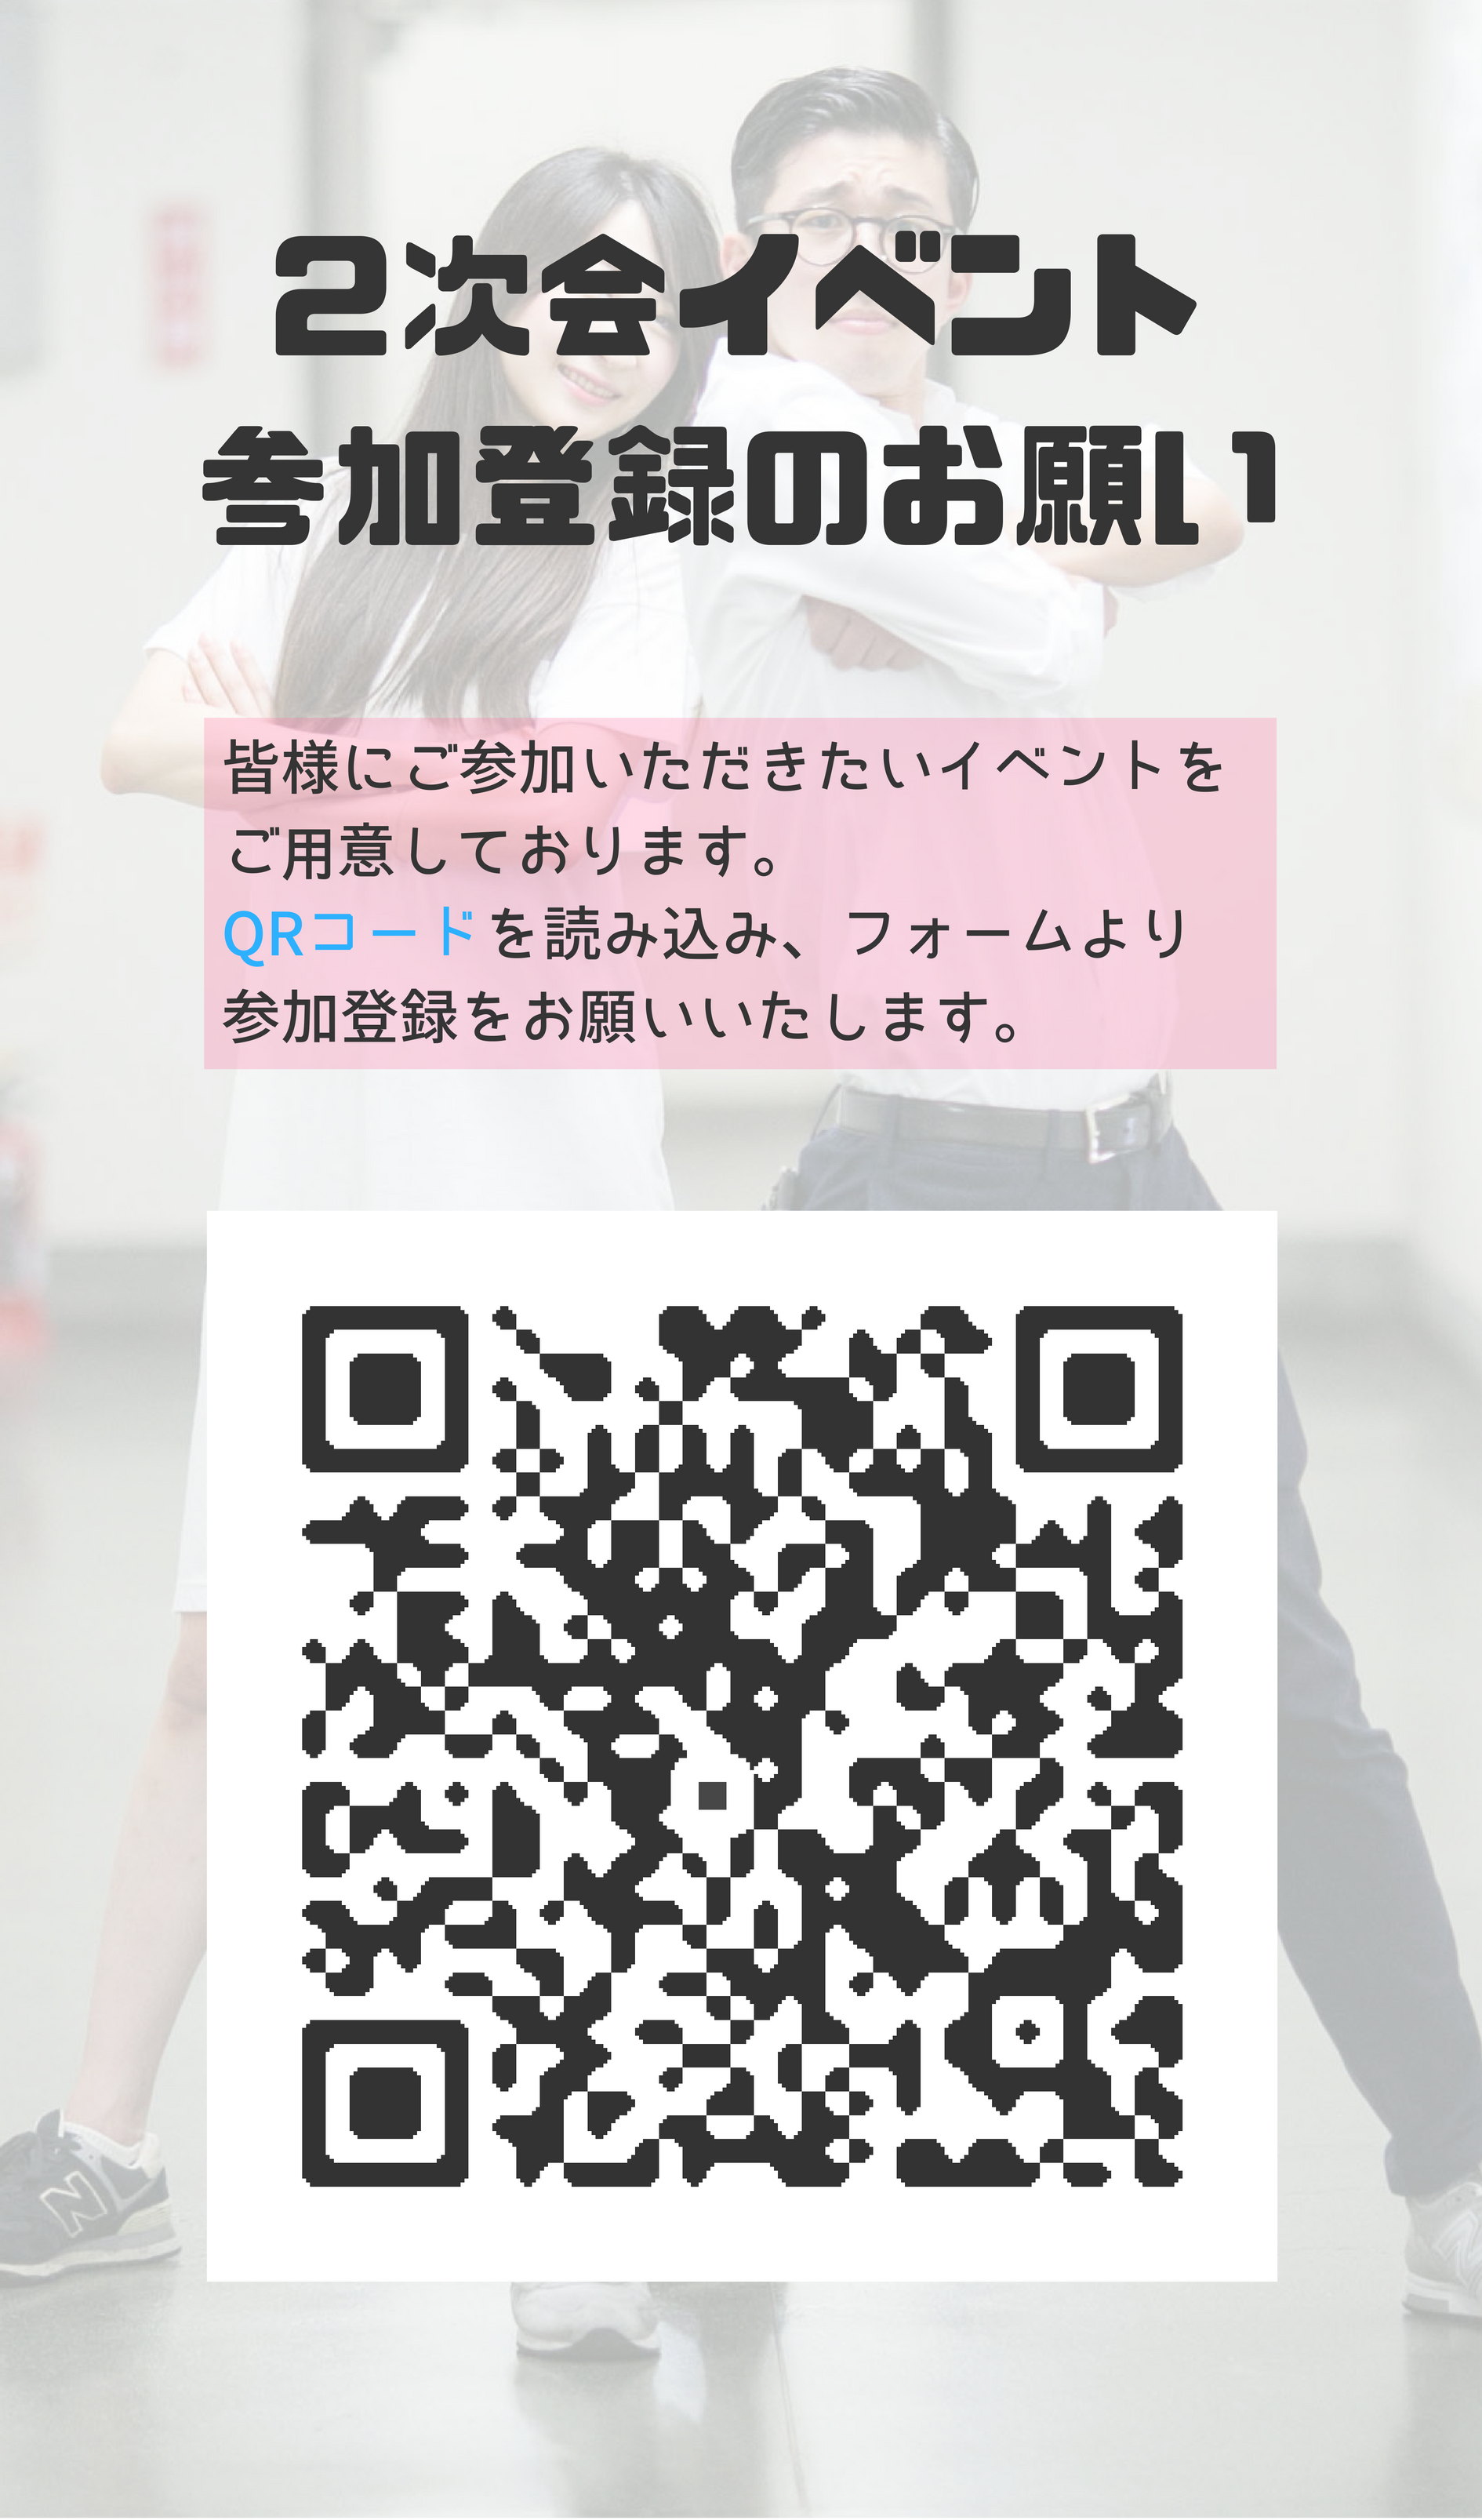 2次会イベント
参加登録のお願い
皆様にご参加いただきたいイベントを
ご用意しております。
QRコードを読み込み、フォームより
参加登録をお願いいたします。
N